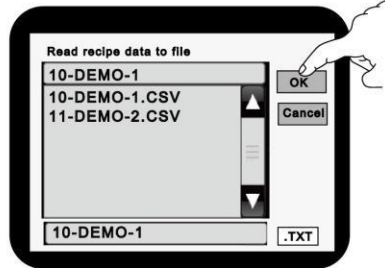 Read recipe data to file
10-DEMO-1
OK
10-DEMO-1.CSV
11-DEMO-2.CSV
Cancel
10-DEMO-1
.TXT